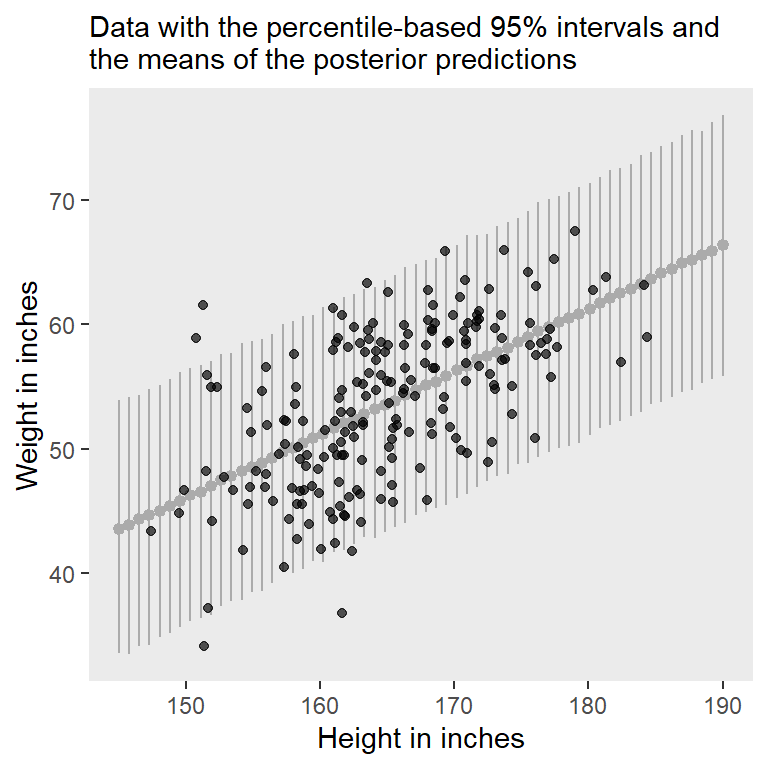 Data with the percentile-based 95% intervals and
the means of the posterior predictions
Weight in inches
70
60
50
40
150 160 170 180 190
Height in inches